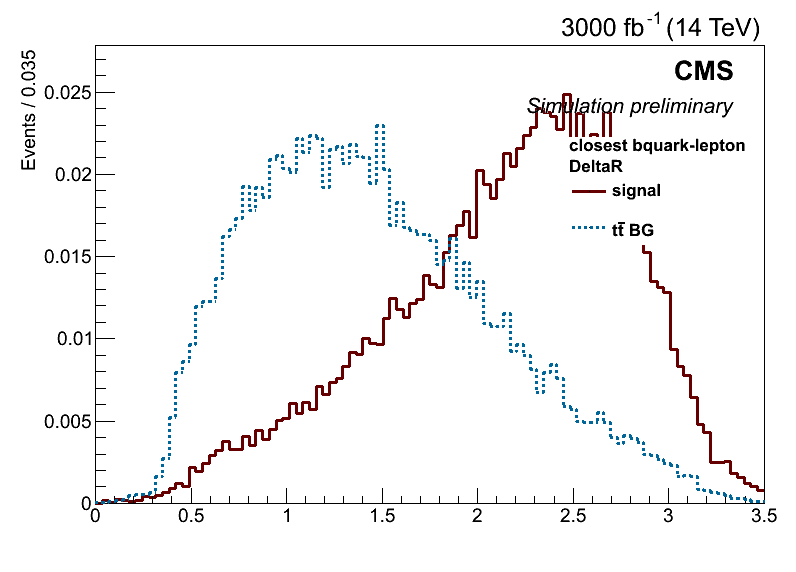 3000 fb⁻¹ (14 TeV)
Events / 0.035
CMS
Simulation preliminary
closest bquark-lepton
DeltaR
signal
tt̄ BG
0.025
0.02
0.015
0.01
0.005
0
0 0.5 1 1.5 2 2.5 3 3.5